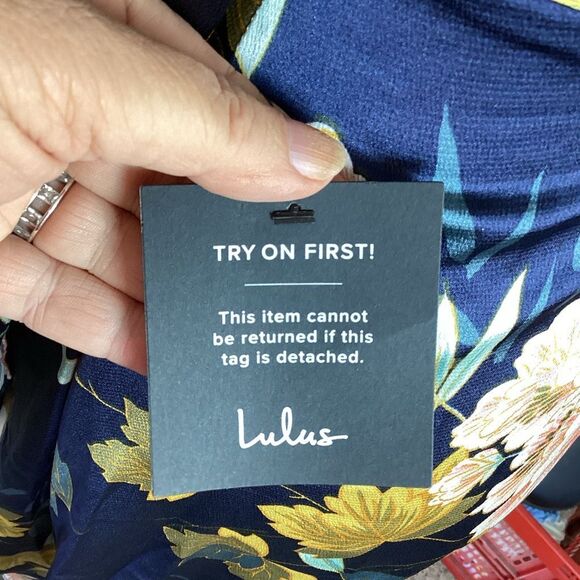 TRY ON FIRST!
This item cannot
be returned if this
tag is detached.
Lulus